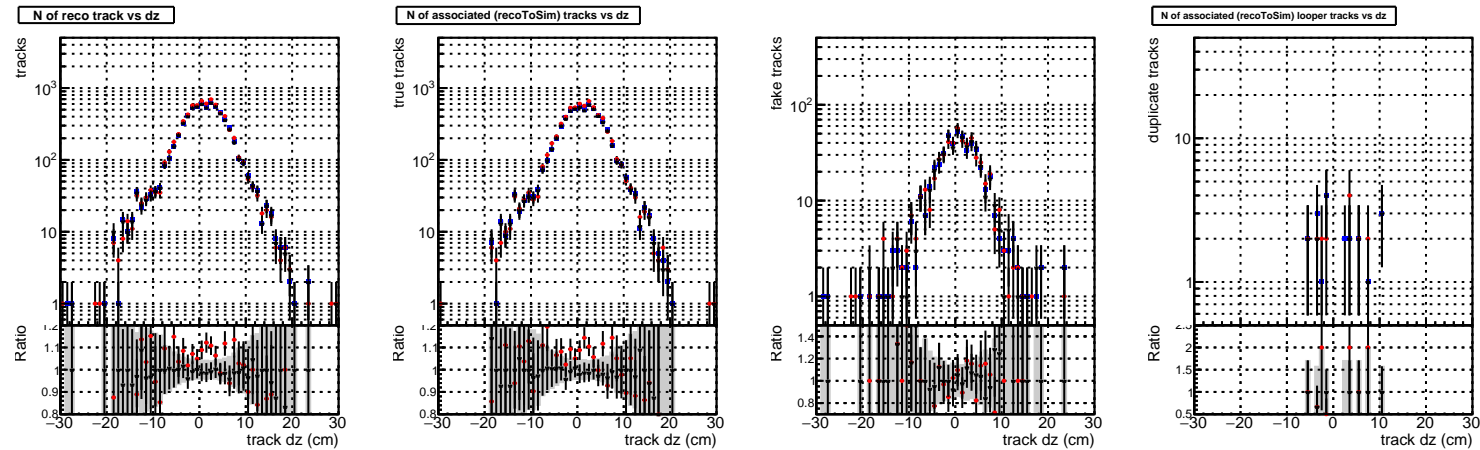 N of reco track vs dz
tracks
10³
10²
10
1
Ratio
1.2
1.1
1
0.9
0.8
−30 −20 −10 0 10 20 30
track dz (cm)
N of associated (recoToSim) tracks vs dz
true tracks
10³
10²
10
1
Ratio
1.2
1.1
1
0.9
0.8
−30 −20 −10 0 10 20 30
track dz (cm)
fake tracks
10²
10
1
Ratio
1.4
1.2
1
0.8
−30 −20 −10 0 10 20 30
track dz (cm)
N of associated (recoToSim) looper tracks vs dz
duplicate tracks
10
1
Ratio
2.5
2
1.5
1
0.5
−30 −20 −10 0 10 20 30
track dz (cm)